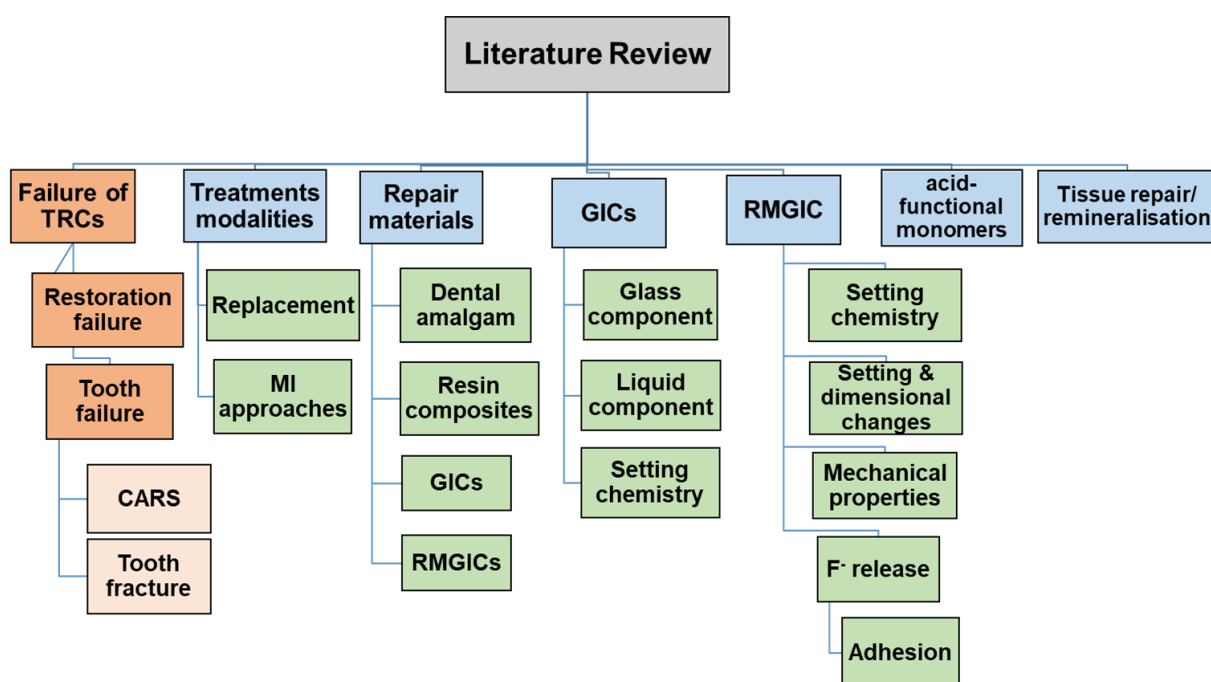 Literature Review
Failure of
TRCs
Restoration
failure
Tooth
failure
CARS
Tooth
fracture
Treatments
modalities
Replacement
MI
approaches
Repair
materials
Dental
amalgam
Resin
composites
GICs
RMGICs
GICs
Glass
component
Liquid
component
Setting
chemistry
RMGIC
Setting
chemistry
Setting &
dimensional
changes
Mechanical
properties
F- release
Adhesion
acid-
functional
monomers
Tissue repair/
remineralisation